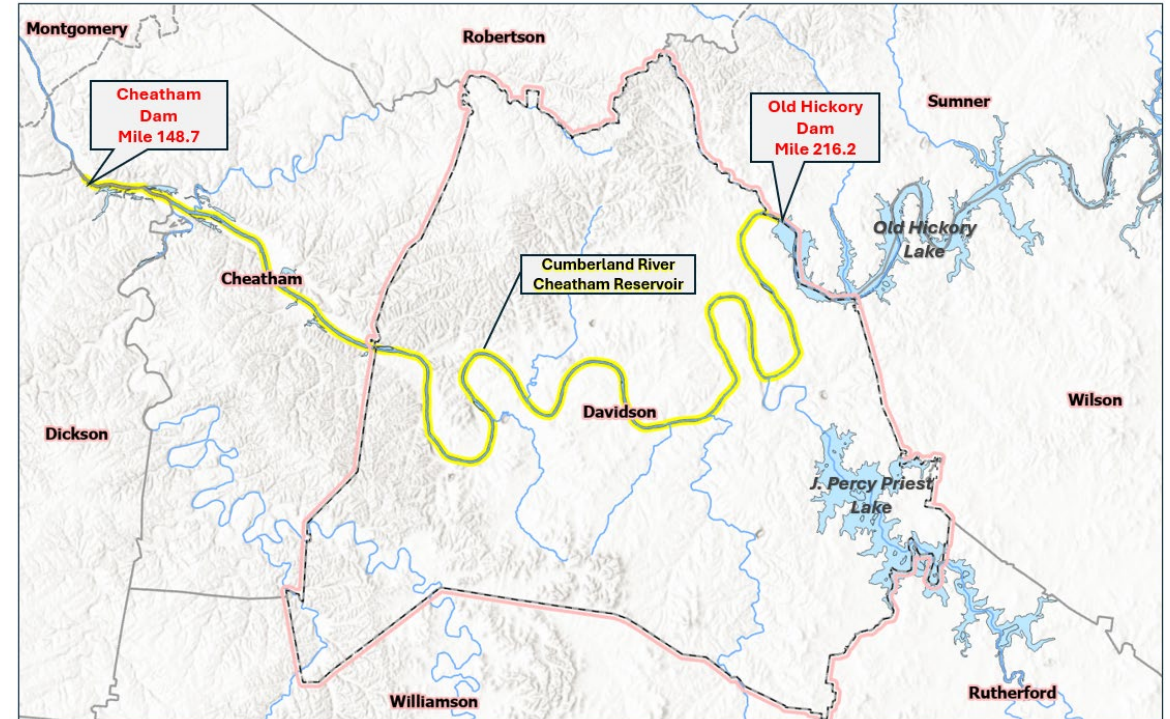 Montgomery
Robertson
Cheatham
Dam
Mile 148.7
Old Hickory
Dam
Mile 216.2
Sumner
Old Hickory
Lake
Cumberland River
Cheatham Reservoir
Cheatham
Davidson
Wilson
Dickson
J. Percy Priest
Lake
Williamson
Rutherford